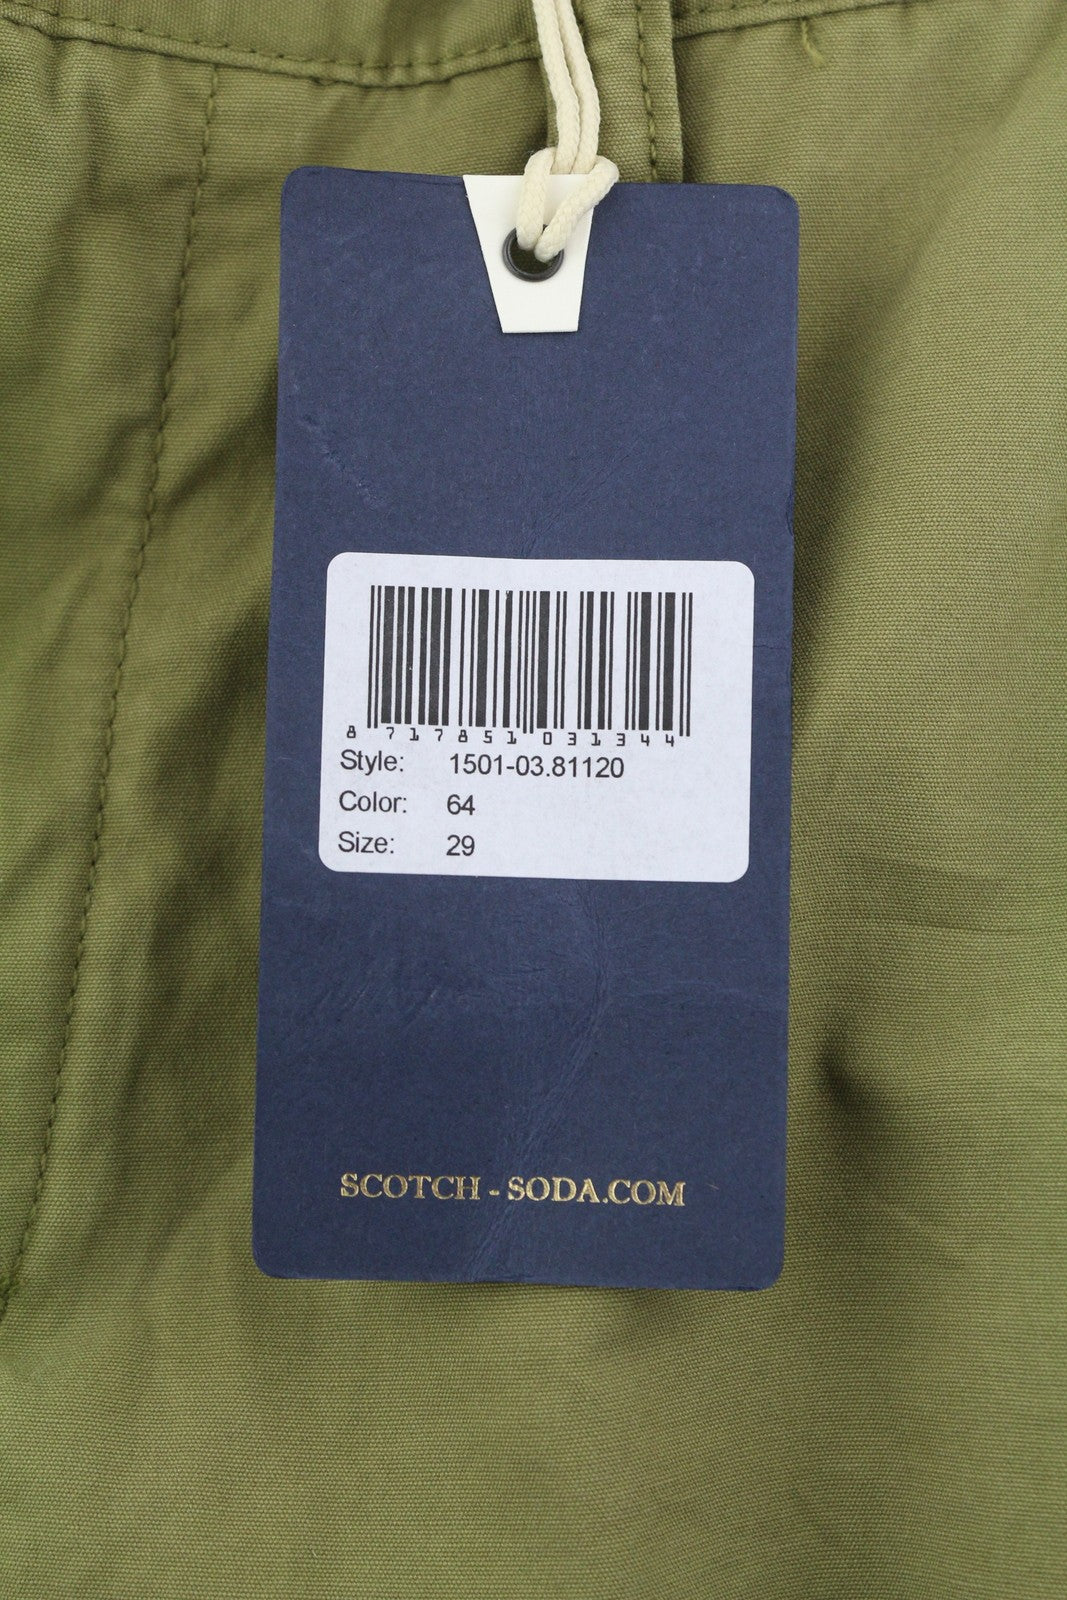 8 717851 031344
Style: 1501-03.81120
Color: 64
Size: 29
SCOTCH - SODA.COM